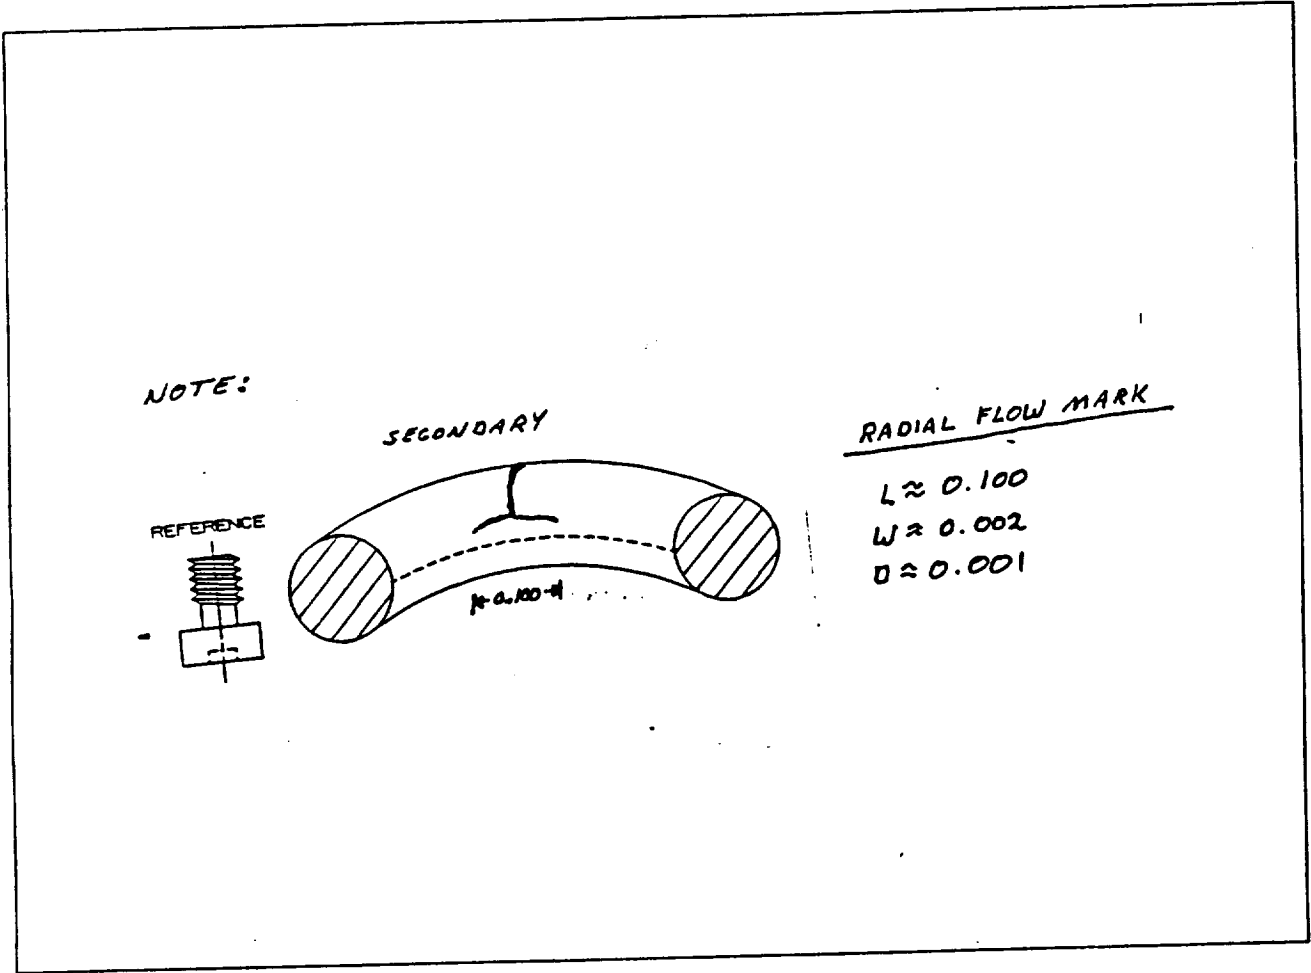 NOTE:
SECONDARY
REFERENCE
0.100
RADIAL FLOW MARK
L ≈ 0.100
W ≈ 0.002
D ≈ 0.001